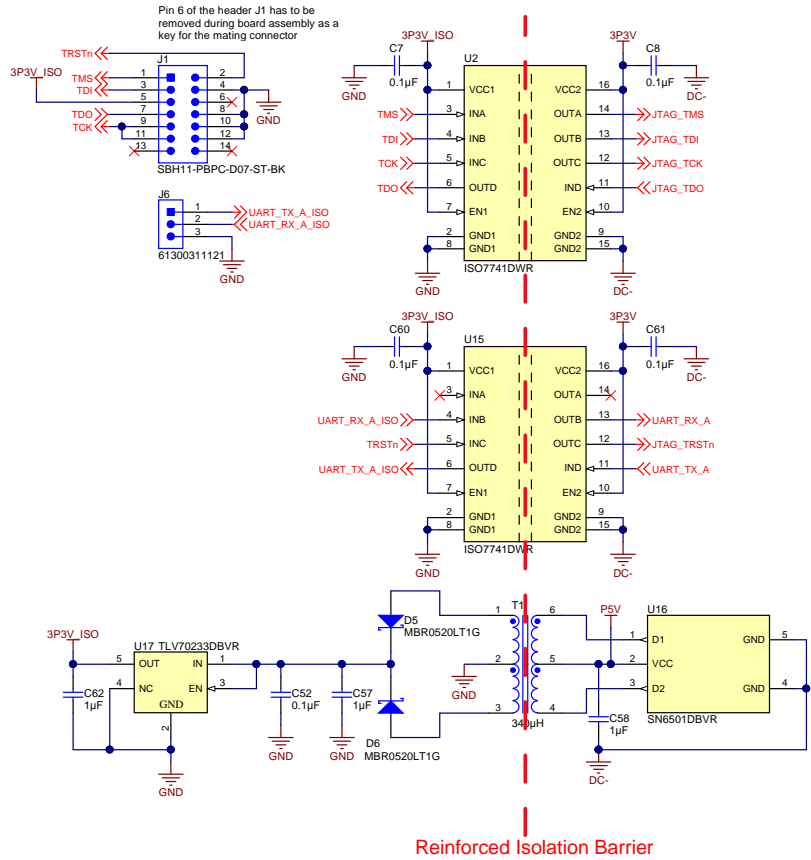 Pin 6 of the header J1 has to be
removed during board assembly as a
key for the mating connector
TRSTn
J1
3P3V_ISO
TMS 1 2
TDI 3 4
5 6
TDO 7 8
TCK 9 10
11 12
13 14
GND
SBH11-PBPC-D07-ST-BK
J6
1 UART_TX_A_ISO
2 UART_RX_A_ISO
3
61300311121
GND
3P3V_ISO 3P3V
C7 U2 C8
0.1µF 0.1µF
GND DC-
1 VCC1 VCC2 16
TMS 3 INA OUTA 14 JTAG_TMS
TDI 4 INB OUTB 13 JTAG_TDI
TCK 5 INC OUTC 12 JTAG_TCK
TDO 6 OUTD IND 11 JTAG_TDO
7 EN1 EN2 10
2 GND1 GND2 9
8 GND1 GND2 15
ISO7741DWR
GND DC-
3P3V_ISO 3P3V
C60 U15 C61
0.1µF 0.1µF
GND DC-
1 VCC1 VCC2 16
3 INA OUTA 14
UART_RX_A_ISO 4 INB OUTB 13 UART_RX_A
TRSTn 5 INC OUTC 12 JTAG_TRSTn
UART_TX_A_ISO 6 OUTD IND 11 UART_TX_A
7 EN1 EN2 10
2 GND1 GND2 9
8 GND1 GND2 15
ISO7741DWR
GND DC-
3P3V_ISO
U17 TLV70233DBVR
5 OUT IN 1
4 NC EN 3
GND
2
C62
1µF
GND
C52
0.1µF
GND
C57
1µF
GND
D5
MBR0520LT1G
D6
MBR0520LT1G
T1
1 6
2 5
3 4
GND
340µH
P5V
U16
1 D1 GND 5
2 VCC
3 D2 GND 4
SN6501DBVR
C58
1µF
DC-
Reinforced Isolation Barrier